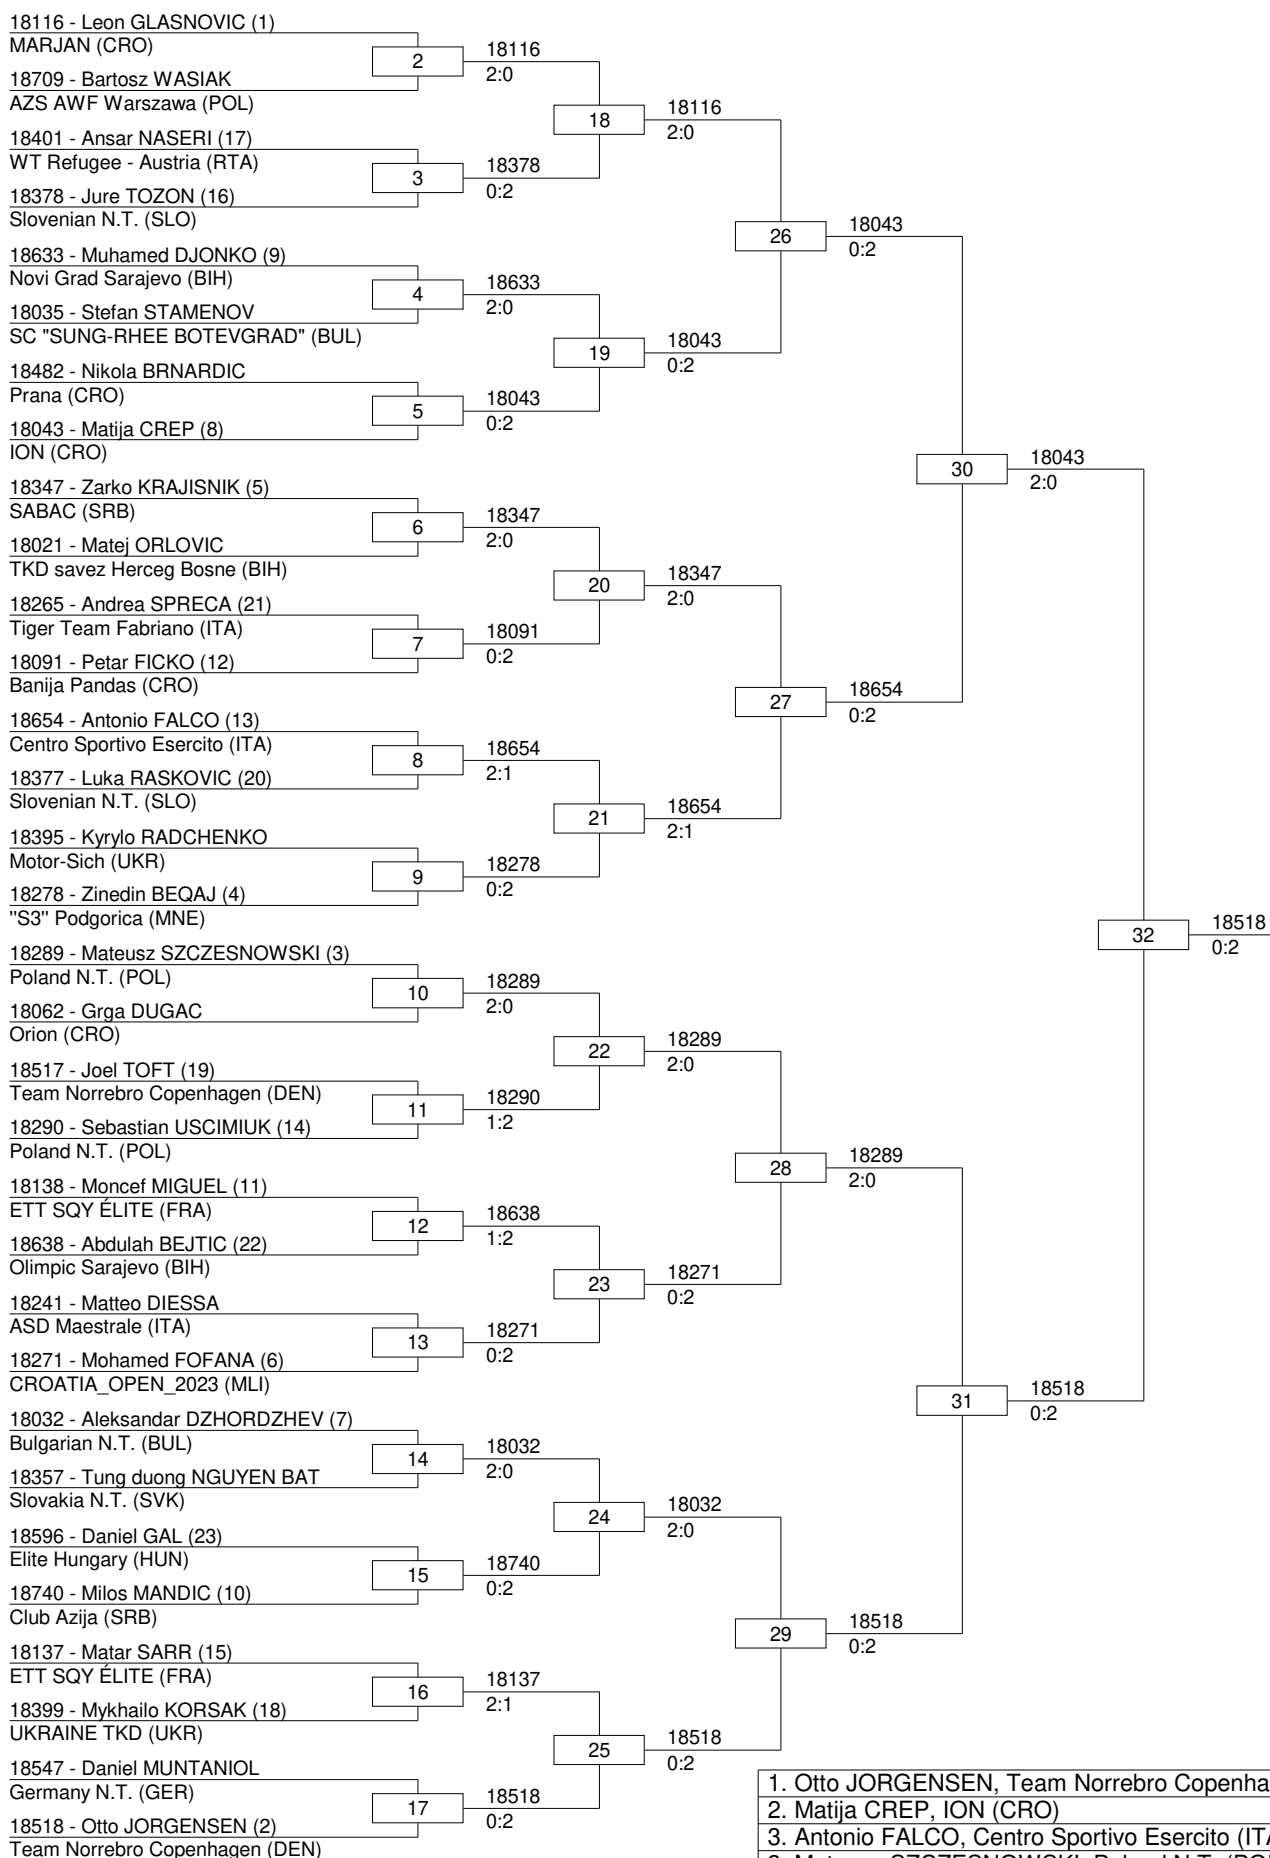 18116 - Leon GLASNOVIC (1)
MARJAN (CRO)
2
18116
2:0
18709 - Bartosz WASIAK
AZS AWF Warszawa (POL)
18
18116
2:0
18401 - Ansar NASERI (17)
WT Refugee - Austria (RTA)
3
18378
0:2
18378 - Jure TOZON (16)
Slovenian N.T. (SLO)
26
18043
0:2
18633 - Muhamed DJONKO (9)
Novi Grad Sarajevo (BIH)
4
18633
2:0
18035 - Stefan STAMENOV
SC "SUNG-RHEE BOTEVGRAD" (BUL)
19
18043
0:2
18482 - Nikola BRNARDIC
Prana (CRO)
5
18043
0:2
18043 - Matija CREP (8)
ION (CRO)
30
18043
2:0
18347 - Zarko KRAJISNIK (5)
SABAC (SRB)
6
18347
2:0
18021 - Matej ORLOVIC
TKD savez Herceg Bosne (BIH)
20
18347
2:0
18265 - Andrea SPRECA (21)
Tiger Team Fabriano (ITA)
7
18091
0:2
18091 - Petar FICKO (12)
Banija Pandas (CRO)
27
18654
0:2
18654 - Antonio FALCO (13)
Centro Sportivo Esercito (ITA)
8
18654
2:1
18377 - Luka RASKOVIC (20)
Slovenian N.T. (SLO)
21
18654
2:1
18395 - Kyrylo RADCHENKO
Motor-Sich (UKR)
9
18278
0:2
18278 - Zinedin BEQAJ (4)
"S3" Podgorica (MNE)
32
18518
0:2
18289 - Mateusz SZCZESNOWSKI (3)
Poland N.T. (POL)
10
18289
2:0
18062 - Grga DUGAC
Orion (CRO)
22
18289
2:0
18517 - Joel TOFT (19)
Team Norrebro Copenhagen (DEN)
11
18290
1:2
18290 - Sebastian USCIMIUK (14)
Poland N.T. (POL)
28
18289
2:0
18138 - Moncef MIGUEL (11)
ETT SQY ÉLITE (FRA)
12
18638
1:2
18638 - Abdulah BEJTIC (22)
Olimpic Sarajevo (BIH)
23
18271
0:2
18241 - Matteo DIESSA
ASD Maestrale (ITA)
13
18271
0:2
18271 - Mohamed FOFANA (6)
CROATIA_OPEN_2023 (MLI)
31
18518
0:2
18032 - Aleksandar DZHORDZHEV (7)
Bulgarian N.T. (BUL)
14
18032
2:0
18357 - Tung duong NGUYEN BAT
Slovakia N.T. (SVK)
24
18032
2:0
18596 - Daniel GAL (23)
Elite Hungary (HUN)
15
18740
0:2
18740 - Milos MANDIC (10)
Club Azija (SRB)
29
18518
0:2
18137 - Matar SARR (15)
ETT SQY ÉLITE (FRA)
16
18137
2:1
18399 - Mykhailo KORSAK (18)
UKRAINE TKD (UKR)
25
18518
0:2
18547 - Daniel MUNTANIOL
Germany N.T. (GER)
17
18518
0:2
18518 - Otto JORGENSEN (2)
Team Norrebro Copenhagen (DEN)
1. Otto JORGENSEN, Team Norrebro Copenha
2. Matija CREP, ION (CRO)
3. Antonio FALCO, Centro Sportivo Esercito (ITA